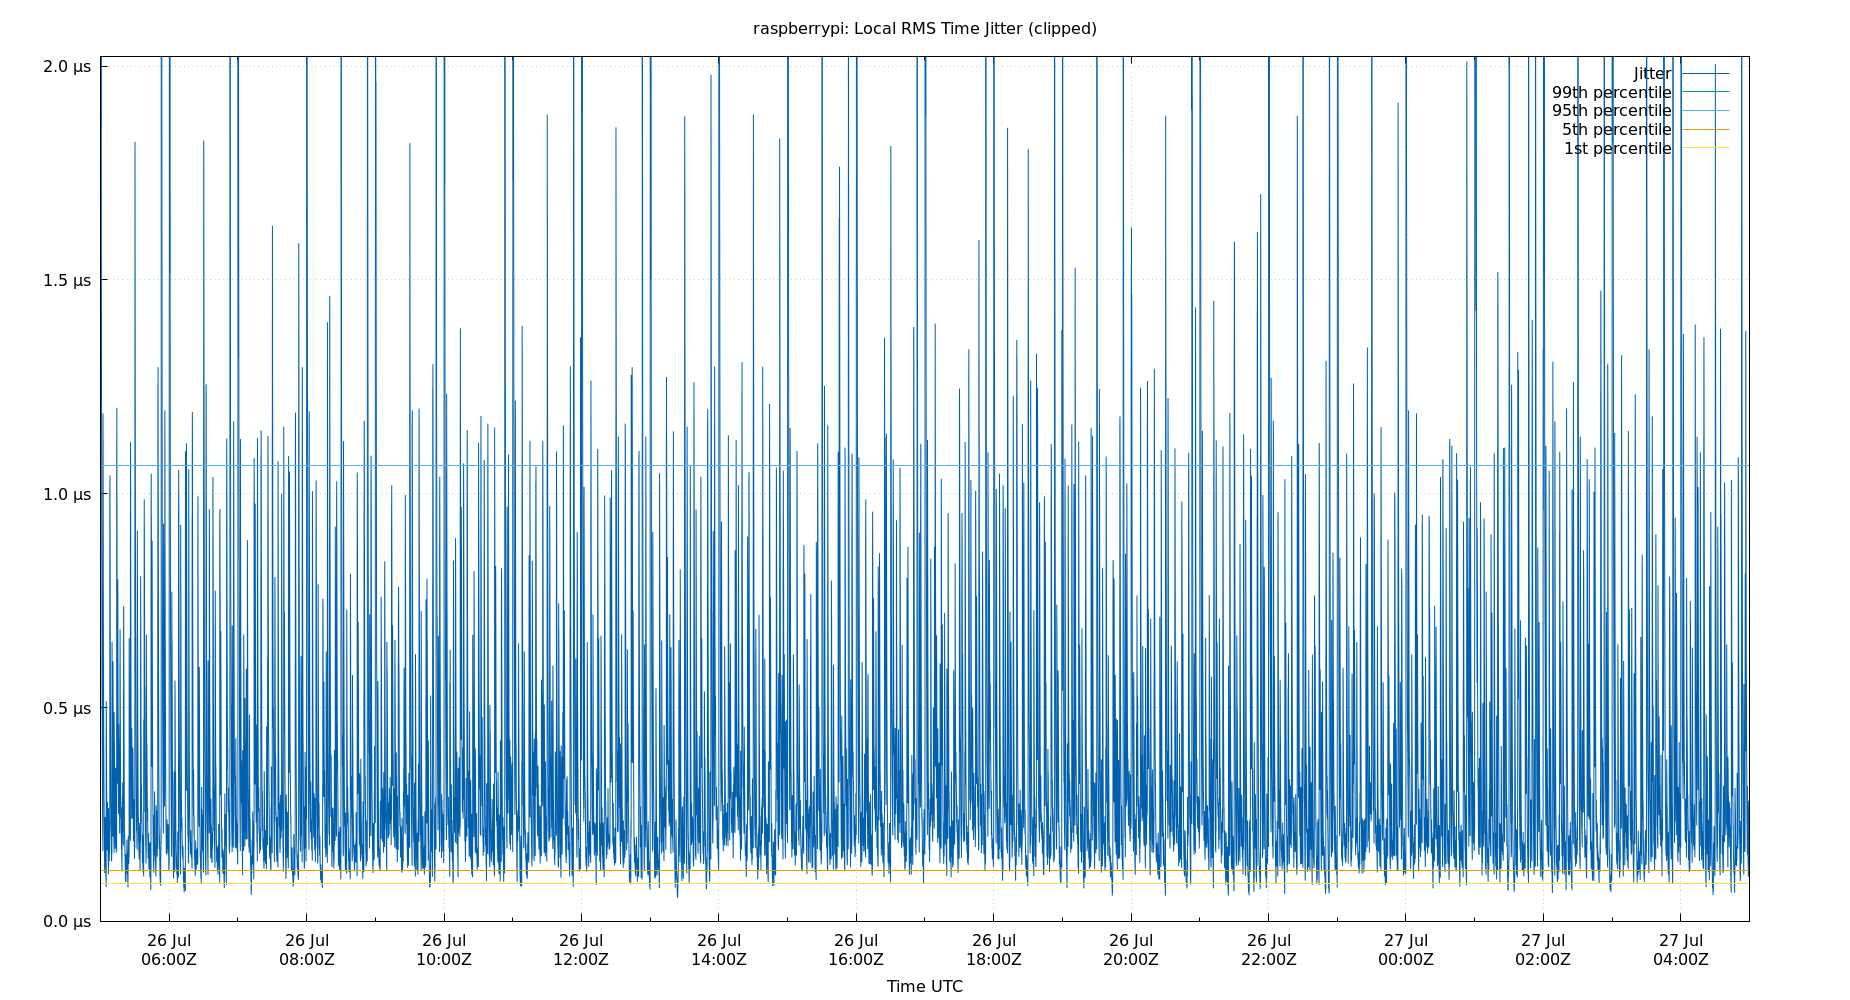 raspberrypi: Local RMS Time Jitter (clipped)
2.0 µs
1.5 µs
1.0 µs
0.5 µs
0.0 µs
Jitter
99th percentile
95th percentile
5th percentile
1st percentile
26 Jul 26 Jul 26 Jul 26 Jul 26 Jul 26 Jul 26 Jul 26 Jul 26 Jul 27 Jul 27 Jul 27 Jul
06:00Z 08:00Z 10:00Z 12:00Z 14:00Z 16:00Z 18:00Z 20:00Z 22:00Z 00:00Z 02:00Z 04:00Z
Time UTC